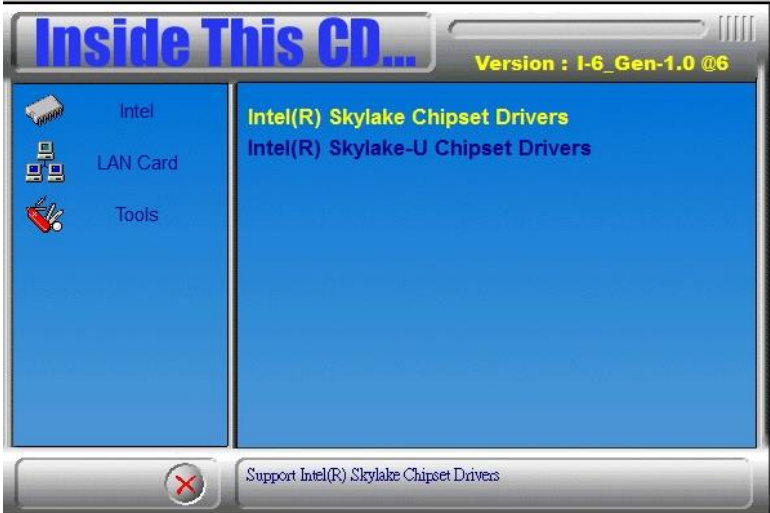 Inside This CD...
Version : I-6_Gen-1.0 @6
Intel
LAN Card
Tools
Intel(R) Skylake Chipset Drivers
Intel(R) Skylake-U Chipset Drivers
Support Intel(R) Skylake Chipset Drivers